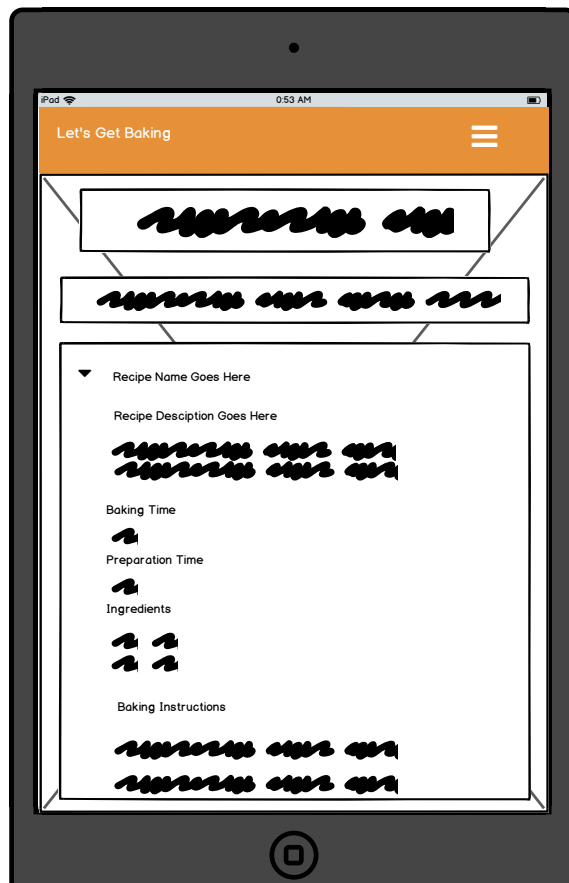 iPad
0:53 AM
Let's Get Baking
Recipe Name Goes Here
Recipe Desciption Goes Here
Baking Time
Preparation Time
Ingredients
Baking Instructions